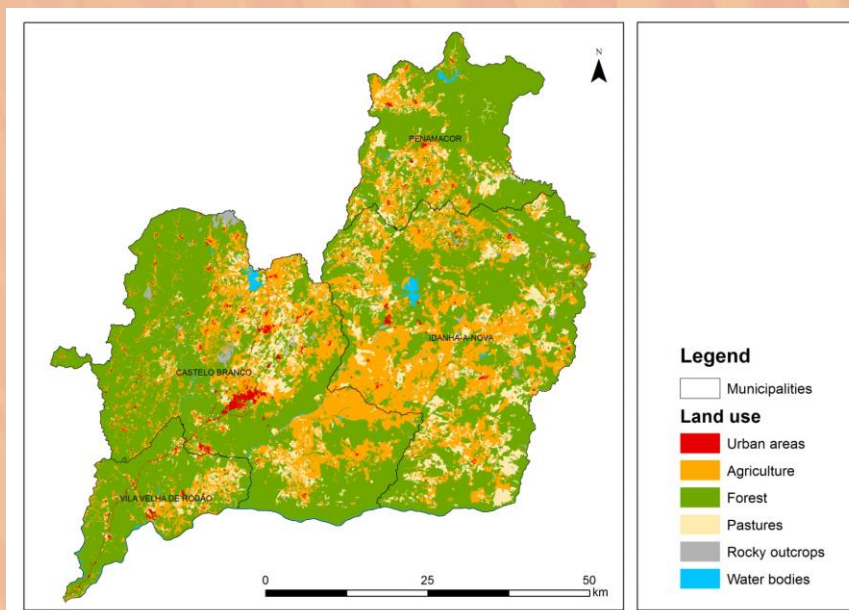 N
PENAMACOR
IDANHA-A-NOVA
CASTELO BRANCO
VILA VELHA DE RODÃO
0 25 50
km
Legend
Municipalities
Land use
Urban areas
Agriculture
Forest
Pastures
Rocky outcrops
Water bodies